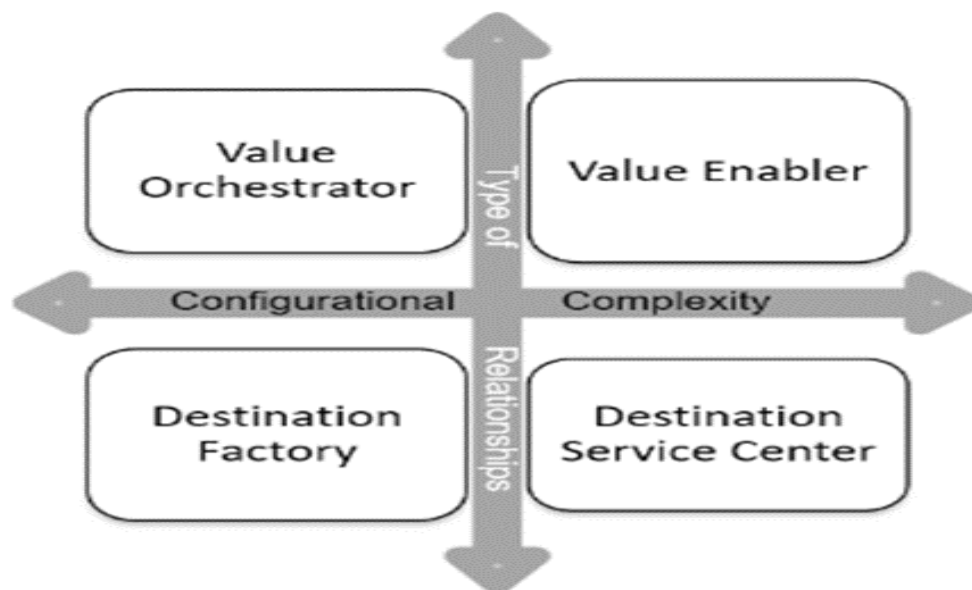 Value
Orchestrator
Value Enabler
Type of
Configurational
Complexity
Relationships
Destination
Factory
Destination
Service Center